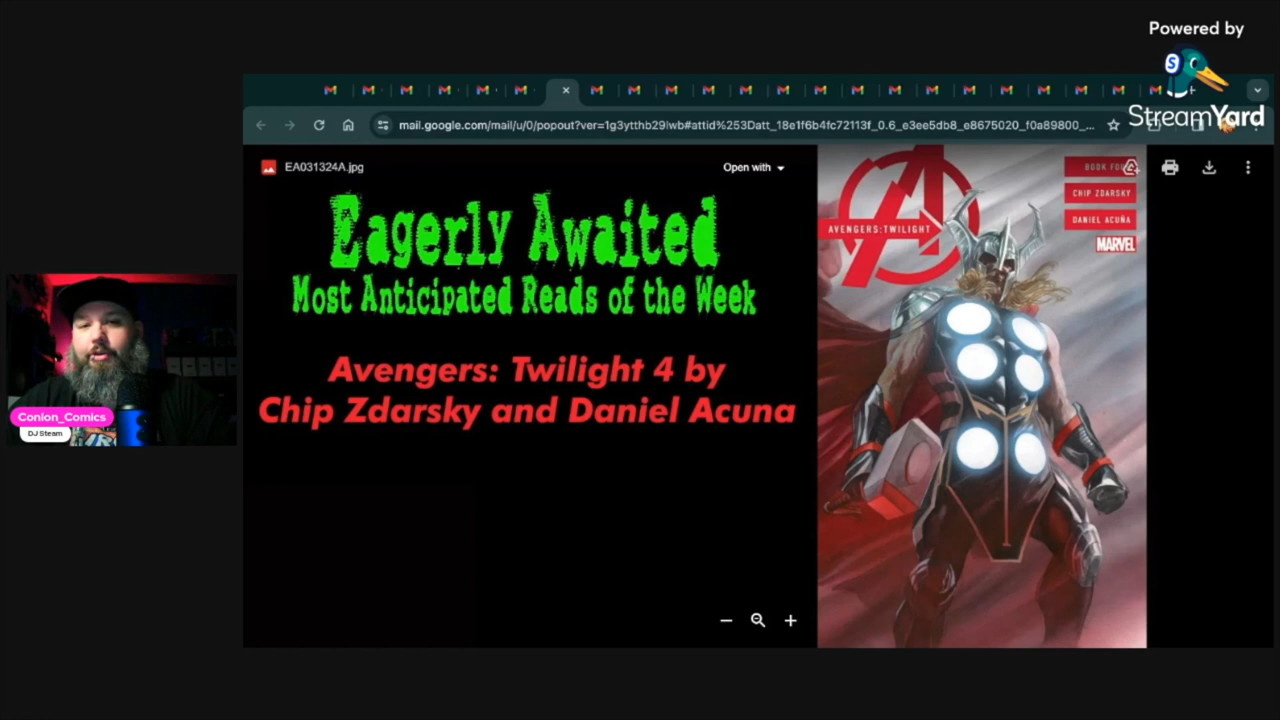 Powered by
StreamYard
mail.google.com/mail/u/0/popout?ver=1g3ytthb29lwb#attid%253Datt_18e1f6b4fc72113f_0.6_e3ee5db8_e8675020_f0a89800_...
EA031324A.jpg
Open with
Eagerly Awaited
Most Anticipated Reads of the Week
Avengers: Twilight 4 by
Chip Zdarsky and Daniel Acuna
BOOK
CHIP ZDARSKY
DANIEL ACUÑA
MARVEL
AVENGERS:TWILIGHT
Conlon_Comics
DJ Steam